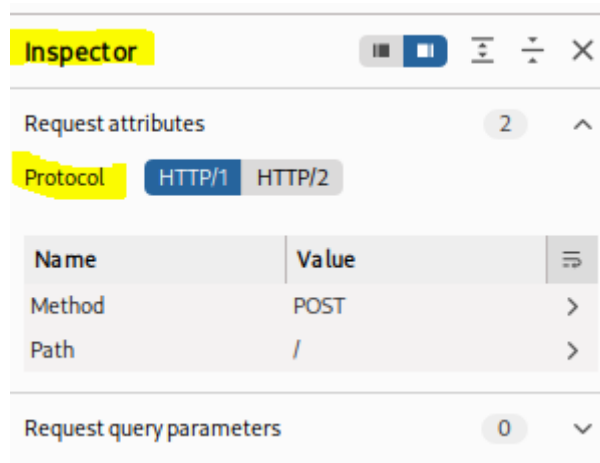 Inspector
Request attributes 2
Protocol HTTP/1 HTTP/2
Name Value
Method POST
Path /
Request query parameters 0